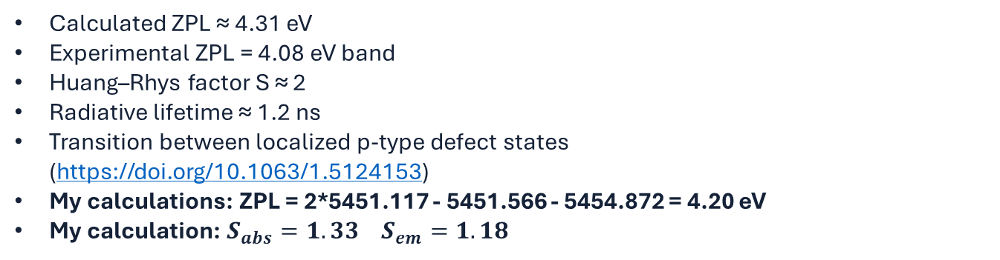 • Calculated ZPL ≈ 4.31 eV
• Experimental ZPL = 4.08 eV band
• Huang–Rhys factor S ≈ 2
• Radiative lifetime ≈ 1.2 ns
• Transition between localized p-type defect states
(https://doi.org/10.1063/1.5124153)
• My calculations: ZPL = 2*5451.117 - 5451.566 - 5454.872 = 4.20 eV
• My calculation: S_abs = 1.33 S_em = 1.18